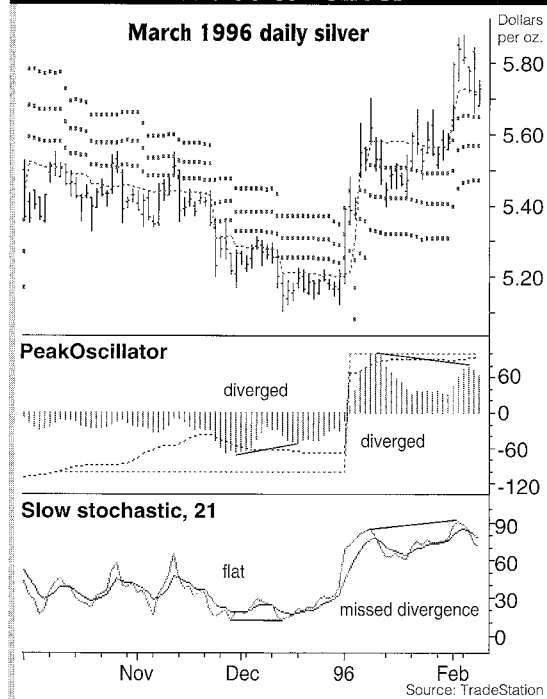 March 1996 daily silver
Dollars
per oz.
5.80
5.60
5.40
5.20
PeakOscillator
diverged
diverged
60
0
-60
-120
Slow stochastic, 21
flat
missed divergence
90
60
30
0
Nov
Dec
96
Feb
Source: TradeStation